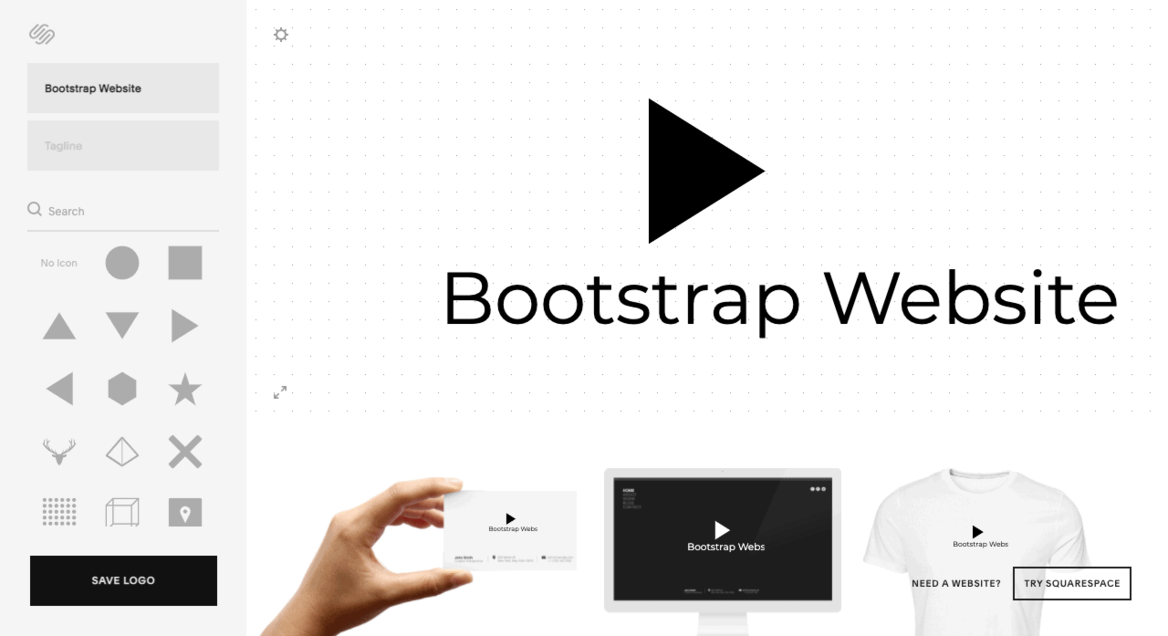 Bootstrap Website
Tagline
Search
No Icon
SAVE LOGO
Bootstrap Website
Bootstrap Webs
HOME
Bootstrap Webs
Bootstrap Webs
NEED A WEBSITE?
TRY SQUARESPACE